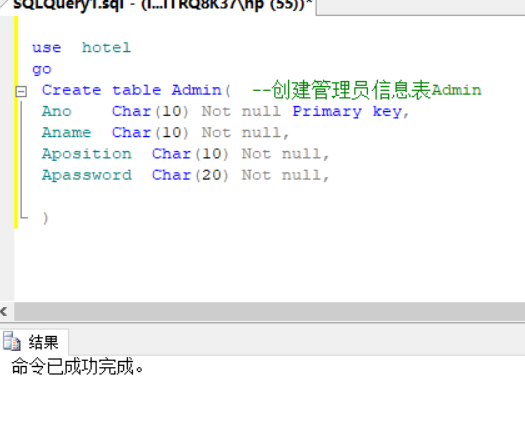 SQLQuery1.sql - (l...ITRQ8K37\hp (55))*
use hotel
go
Create table Admin( --创建管理员信息表Admin
Ano Char(10) Not null Primary key,
Aname Char(10) Not null,
Aposition Char(10) Not null,
Apassword Char(20) Not null,
)
结果
命令已成功完成。